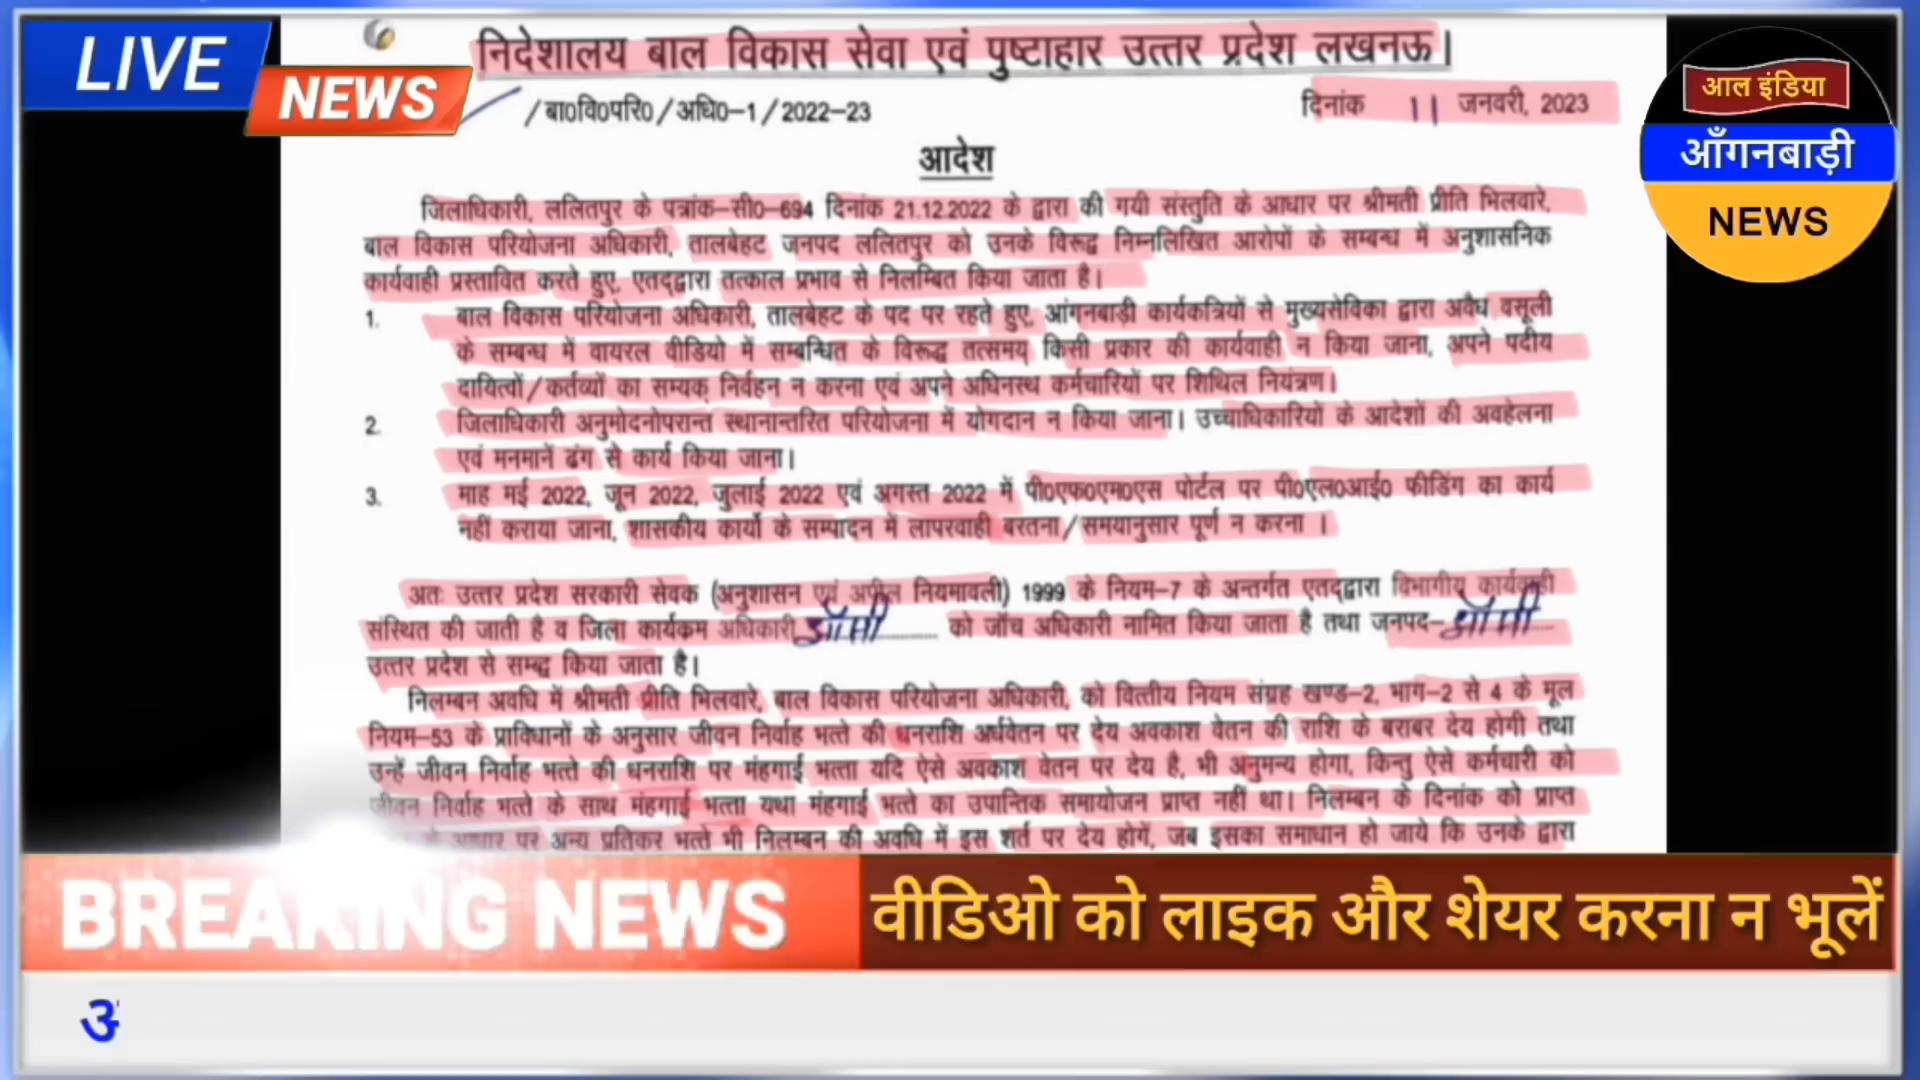 LIVE
NEWS
निदेशालय बाल विकास सेवा एवं पुष्टाहार उत्तर प्रदेश लखनऊ।
/बा0वि0परि0/अधि0-1/2022-23
दिनांक 11 जनवरी, 2023
आल इंडिया
आँगनबाड़ी
NEWS
आदेश
जिलाधिकारी, ललितपुर के पत्रांक-सी0-694 दिनांक 21.12.2022 के द्वारा की गयी संस्तुति के आधार पर श्रीमती प्रीति भिलवारे,
बाल विकास परियोजना अधिकारी, तालबेहट जनपद ललितपुर को उनके विरूद्ध निम्नलिखित आरोपों के सम्बन्ध में अनुशासनिक
कार्यवाही प्रस्तावित करते हुए, एतद्द्वारा तत्काल प्रभाव से निलम्बित किया जाता है।
1. बाल विकास परियोजना अधिकारी, तालबेहट के पद पर रहते हुए, आंगनबाड़ी कार्यकत्रियों से मुख्यसेविका द्वारा अवैध वसूली
के सम्बन्ध में वायरल वीडियो में सम्बन्धित के विरूद्ध तत्समय किसी प्रकार की कार्यवाही न किया जाना, अपने पदीय
दायित्वों/कर्तव्यों का सम्यक् निर्वहन न करना एवं अपने अधिनस्थ कर्मचारियों पर शिथिल नियंत्रण।
2. जिलाधिकारी अनुमोदनोपरान्त स्थानान्तरित परियोजना में योगदान न किया जाना। उच्चाधिकारियों के आदेशों की अवहेलना
एवं मनमानें ढंग से कार्य किया जाना।
3. माह मई 2022, जून 2022, जुलाई 2022 एवं अगस्त 2022 में पी0एफ0एम0एस पोर्टल पर पी0एल0आई0 फीडिंग का कार्य
नहीं कराया जाना, शासकीय कार्यो के सम्पादन में लापरवाही बरतना/समयानुसार पूर्ण न करना ।
अतः उत्तर प्रदेश सरकारी सेवक (अनुशासन एवं अपील नियमावली) 1999 के नियम-7 के अन्तर्गत एतद्द्वारा विभागीय कार्यवाही
संस्थित की जाती है व जिला कार्यकम अधिकारी झॉसी को जॉच अधिकारी नामित किया जाता है तथा जनपद- झॉसी
उत्तर प्रदेश से सम्बद्ध किया जाता है।
निलम्बन अवधि में श्रीमती प्रीति भिलवारे, बाल विकास परियोजना अधिकारी, को वित्तीय नियम संग्रह खण्ड-2, भाग-2 से 4 के मूल
नियम-53 के प्राविधानों के अनुसार जीवन निर्वाह भत्ते की धनराशि अर्धवेतन पर देय अवकाश वेतन की राशि के बराबर देय होगी तथा
उन्हें जीवन निर्वाह भत्ते की धनराशि पर मंहगाई भत्ता यदि ऐसे अवकाश वेतन पर देय है, भी अनुमन्य होगा, किन्तु ऐसे कर्मचारी को
जीवन निर्वाह भत्ते के साथ मंहगाई भत्ता यथा मंहगाई भत्ते का उपान्तिक समायोजन प्राप्त नहीं था। निलम्बन के दिनांक को प्राप्त
आधार पर अन्य प्रतिकर भत्ते भी निलम्बन की अवधि में इस शर्त पर देय होगें, जब इसका समाधान हो जाये कि उनके द्वारा
BREAKING NEWS
वीडिओ को लाइक और शेयर करना न भूलें